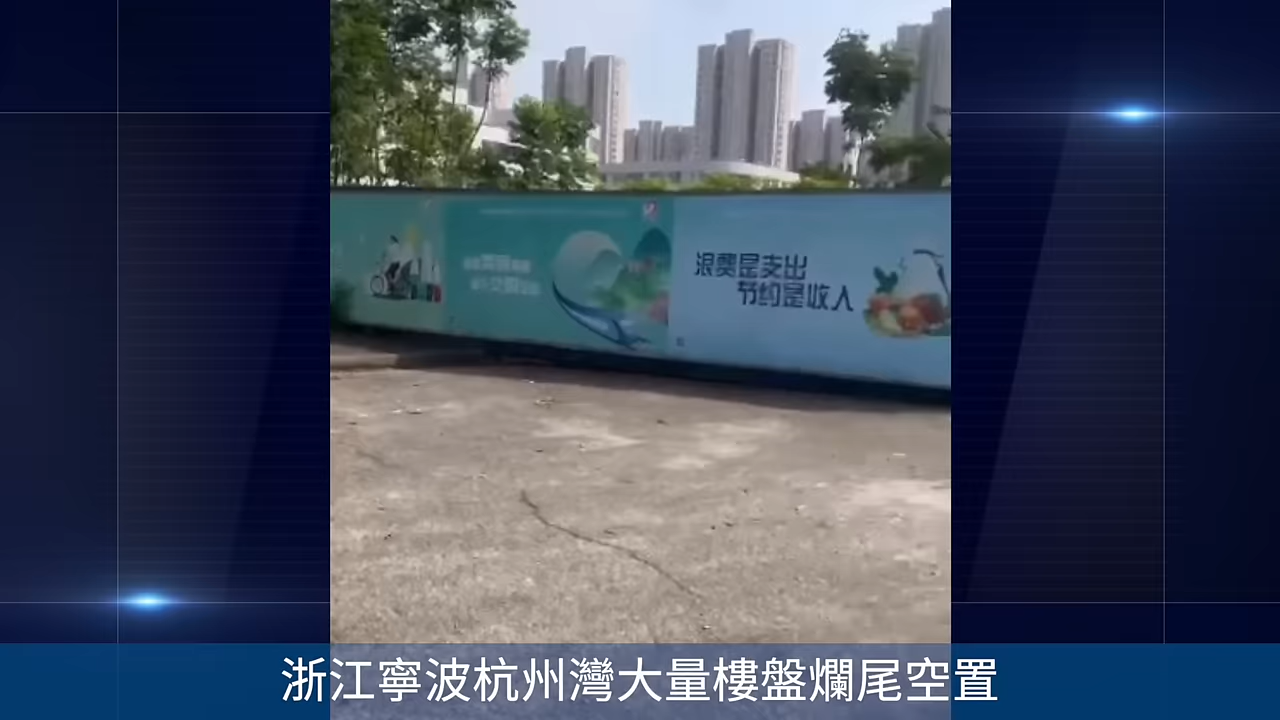 浪费是支出
节约是收入
浙江寧波杭州灣大量樓盤爛尾空置